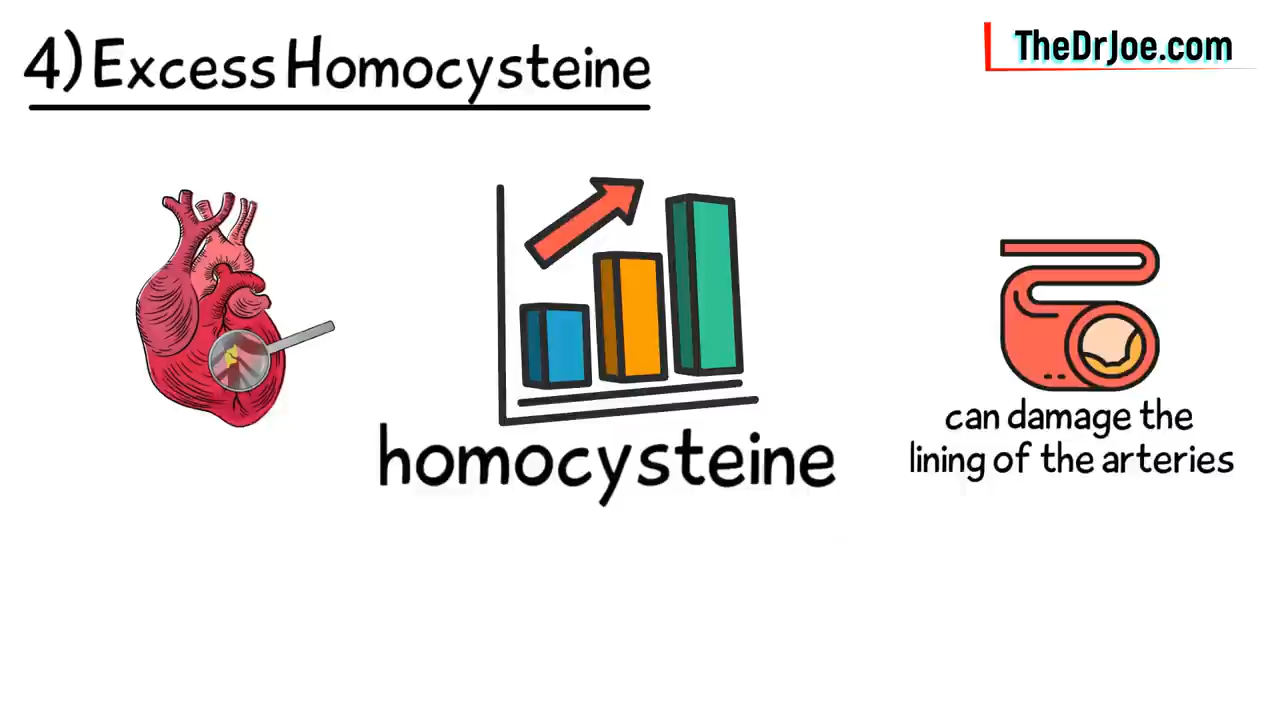 4) Excess Homocysteine
TheDrJoe.com
homocysteine
can damage the
lining of the arteries